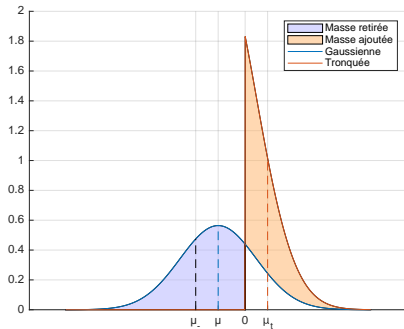 2
1.8
1.6
1.4
1.2
1
0.8
0.6
0.4
0.2
0
Masse retirée
Masse ajoutée
Gaussienne
Tronquée
μ- μ 0 μt